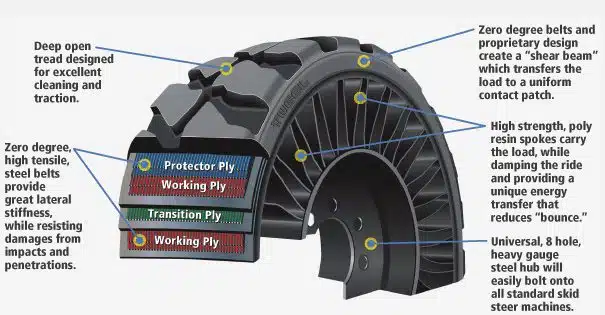 Deep open
tread designed
for excellent
cleaning and
traction.
Zero degree belts and
proprietary design
create a “shear beam”
which transfers the
load to a uniform
contact patch.
Zero degree,
high tensile,
steel belts
provide
great lateral
stiffness,
while resisting
damages from
impacts and
penetrations.
Protector Ply
Working Ply
Transition Ply
Working Ply
High strength, poly
resin spokes carry
the load, while
damping the ride
and providing a
unique energy
transfer that
reduces “bounce.”
Universal, 8 hole,
heavy gauge
steel hub will
easily bolt onto
all standard skid
steer machines.